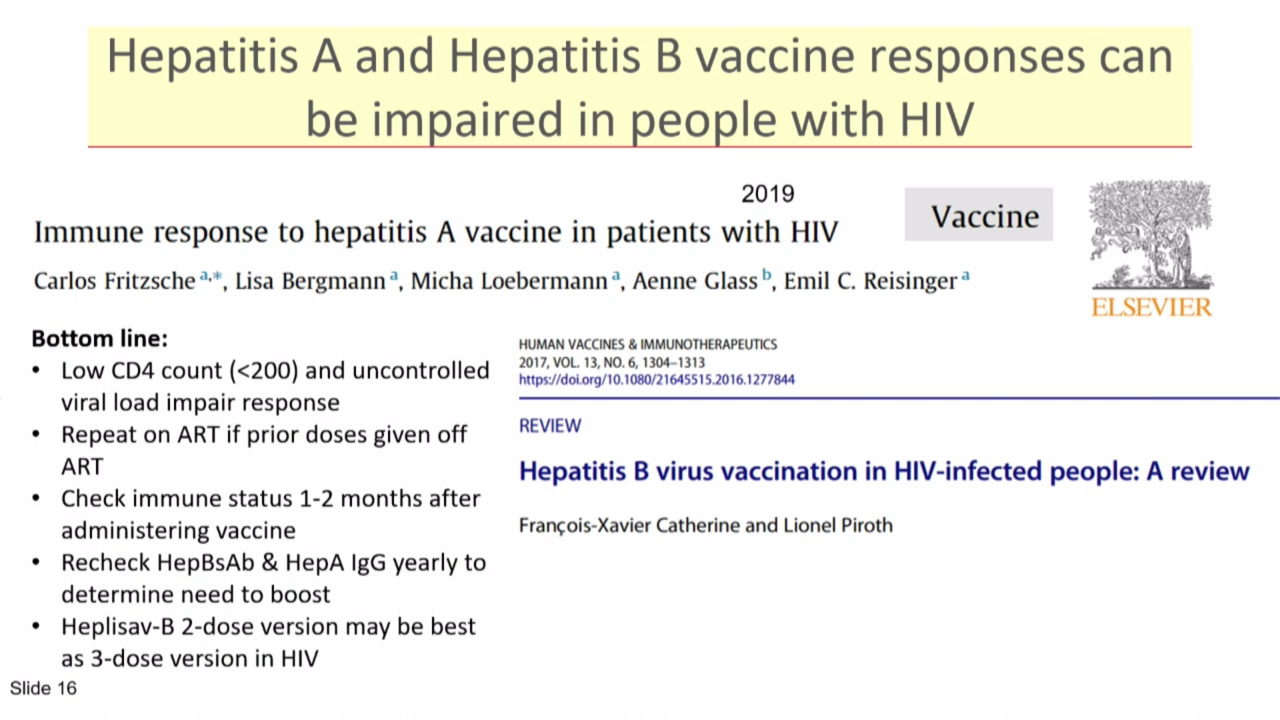 Hepatitis A and Hepatitis B vaccine responses can
be impaired in people with HIV
2019
Immune response to hepatitis A vaccine in patients with HIV
Vaccine
Carlos Fritzsche a,*, Lisa Bergmann a, Micha Loebermann a, Aenne Glass b, Emil C. Reisinger a
ELSEVIER
Bottom line:
• Low CD4 count (<200) and uncontrolled
viral load impair response
• Repeat on ART if prior doses given off
ART
• Check immune status 1-2 months after
administering vaccine
• Recheck HepBsAb & HepA IgG yearly to
determine need to boost
• Heplisav-B 2-dose version may be best
as 3-dose version in HIV
HUMAN VACCINES & IMMUNOTHERAPEUTICS
2017, VOL. 13, NO. 6, 1304–1313
https://doi.org/10.1080/21645515.2016.1277844
REVIEW
Hepatitis B virus vaccination in HIV-infected people: A review
François-Xavier Catherine and Lionel Piroth
Slide 16